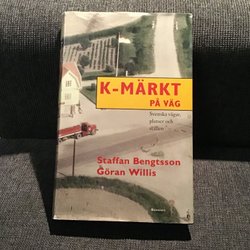 K-MÄRKT
PÅ VÄG
Svenska vägar,
platser och
ställen
Staffan Bengtsson
Göran Willis